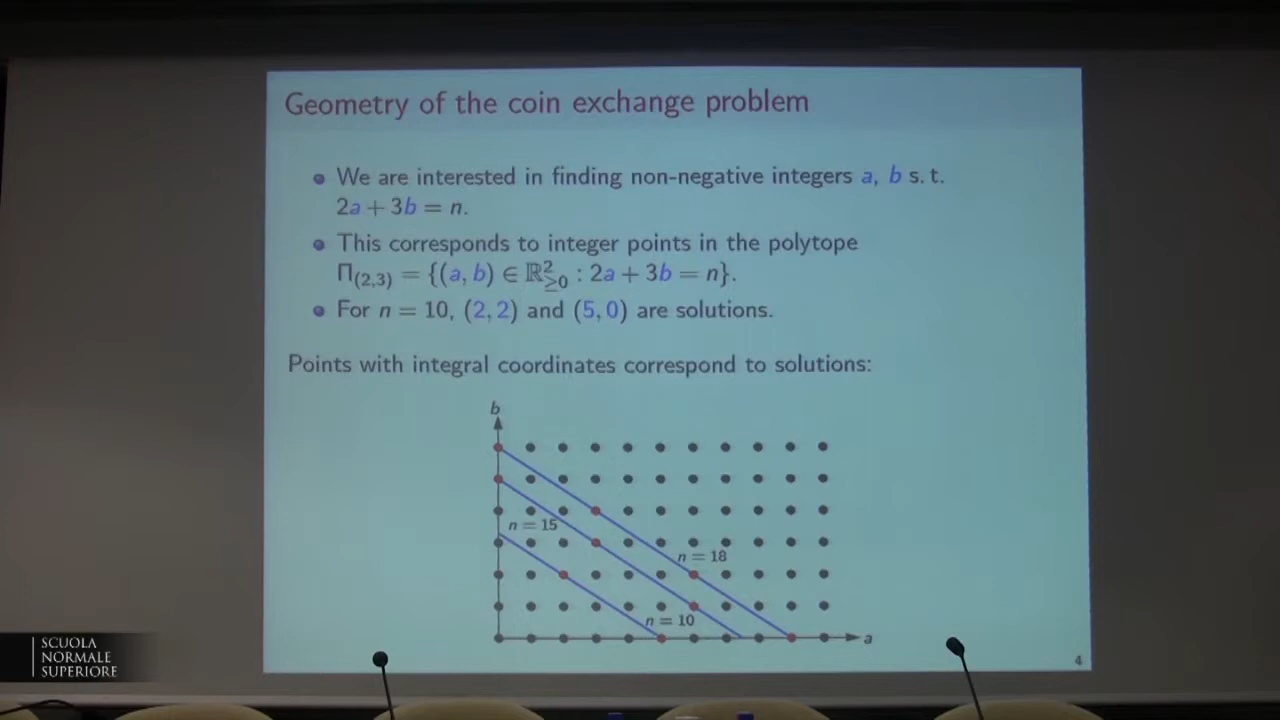 Geometry of the coin exchange problem
We are interested in finding non-negative integers a, b s. t.
2a + 3b = n.
This corresponds to integer points in the polytope
Π₍₂,₃₎ = {(a, b) ∈ ℝ²≥0 : 2a + 3b = n}.
For n = 10, (2, 2) and (5, 0) are solutions.
Points with integral coordinates correspond to solutions:
b
n = 15
n = 18
n = 10
a
4
SCUOLA
NORMALE
SUPERIORE